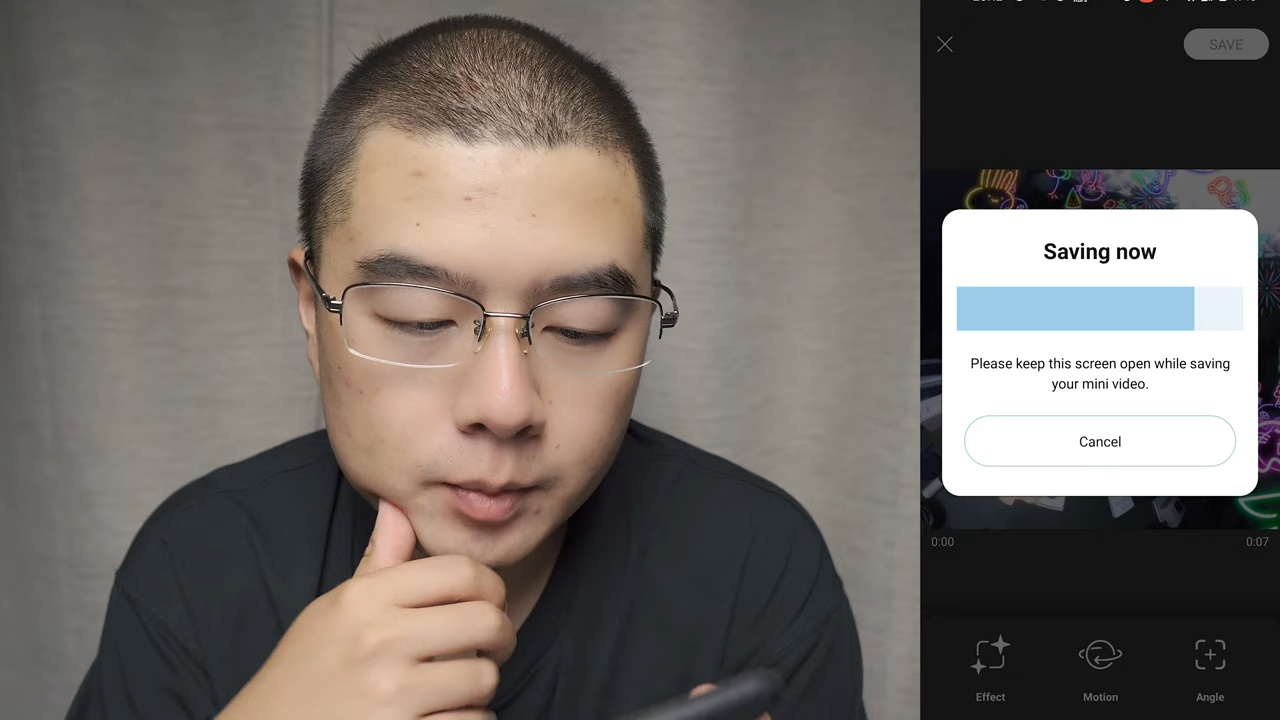 SAVE
Saving now
Please keep this screen open while saving
your mini video.
Cancel
0:00
0:07
Effect
Motion
Angle